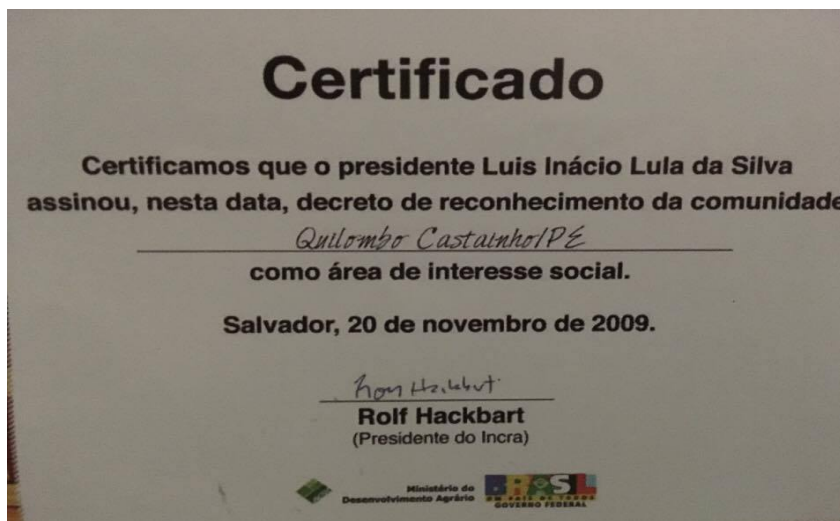 Certificado
Certificamos que o presidente Luis Inácio Lula da Silva
assinou, nesta data, decreto de reconhecimento da comunidade
Quilombo Castainho/PE
como área de interesse social.
Salvador, 20 de novembro de 2009.
Rolf Hackbart
(Presidente do Incra)
Ministério do
Desenvolvimento Agrário
BRASIL
UM PAÍS DE TODOS
GOVERNO FEDERAL